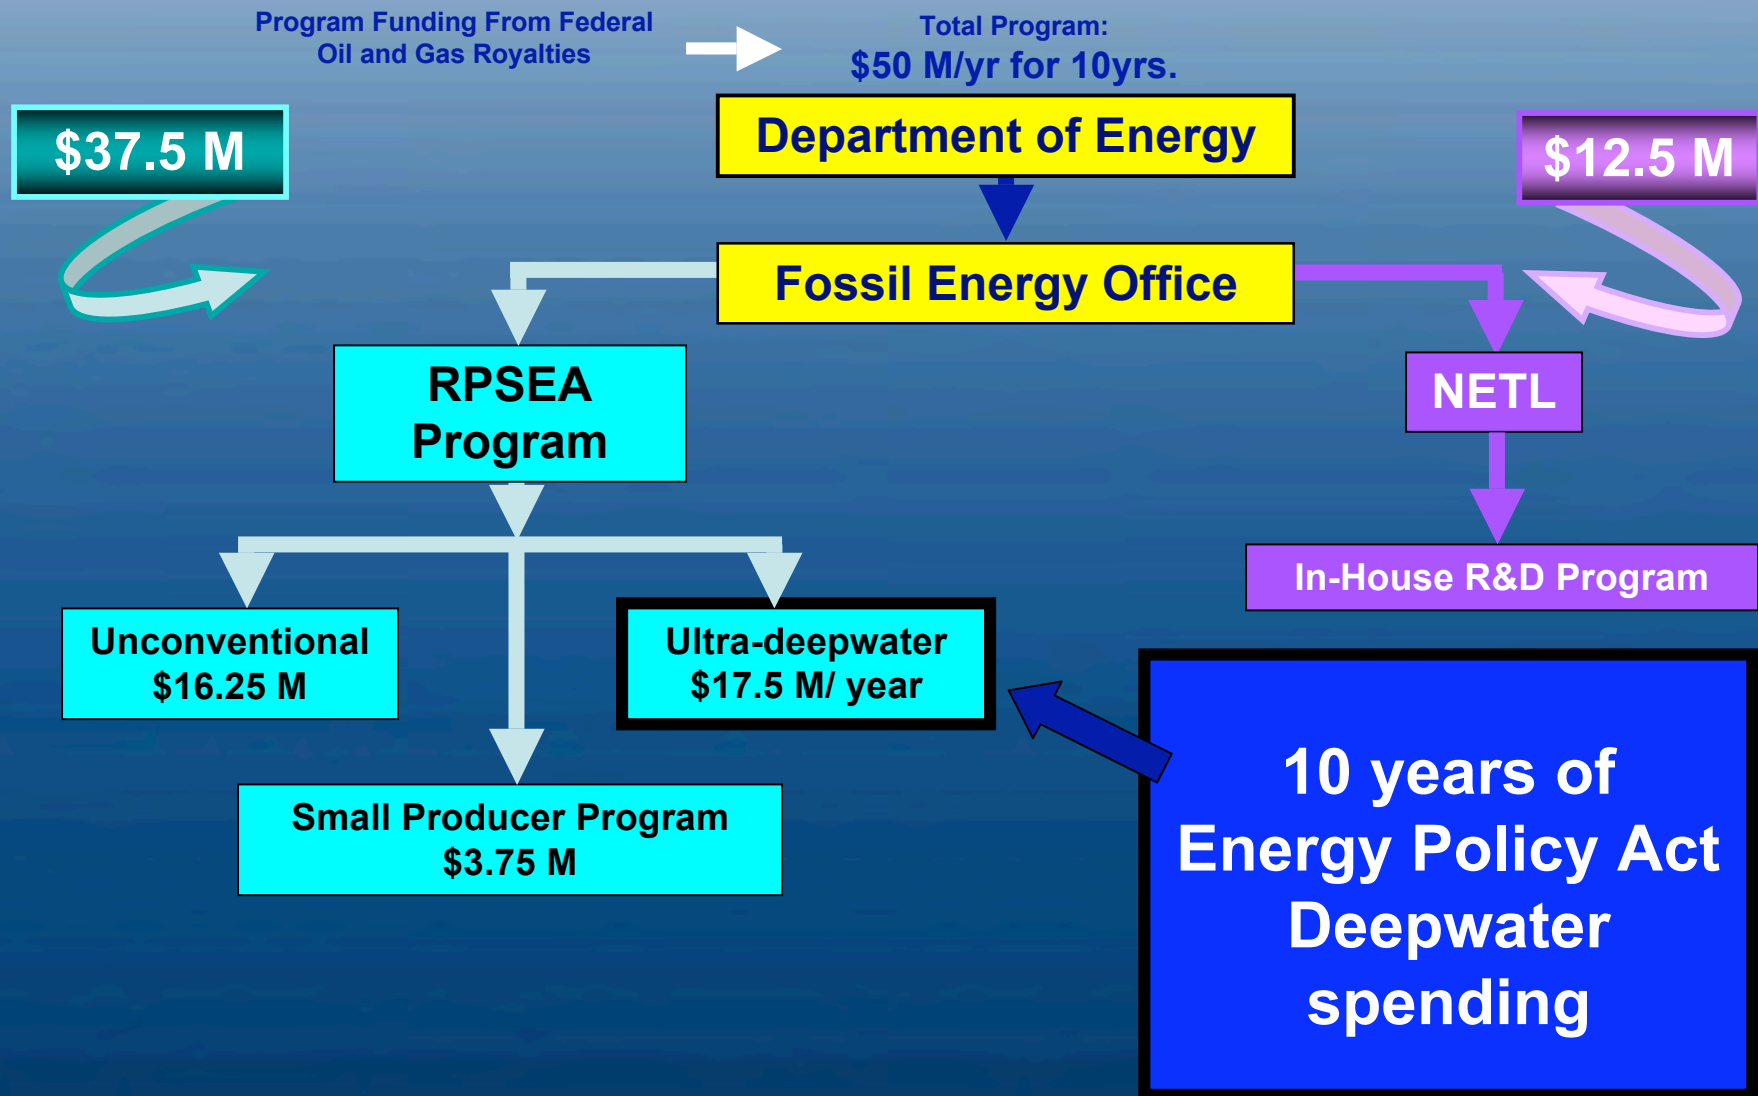 Program Funding From Federal
Oil and Gas Royalties
Total Program:
$50 M/yr for 10yrs.
$37.5 M
Department of Energy
$12.5 M
Fossil Energy Office
RPSEA
Program
NETL
In-House R&D Program
Unconventional
$16.25 M
Ultra-deepwater
$17.5 M/ year
Small Producer Program
$3.75 M
10 years of
Energy Policy Act
Deepwater
spending